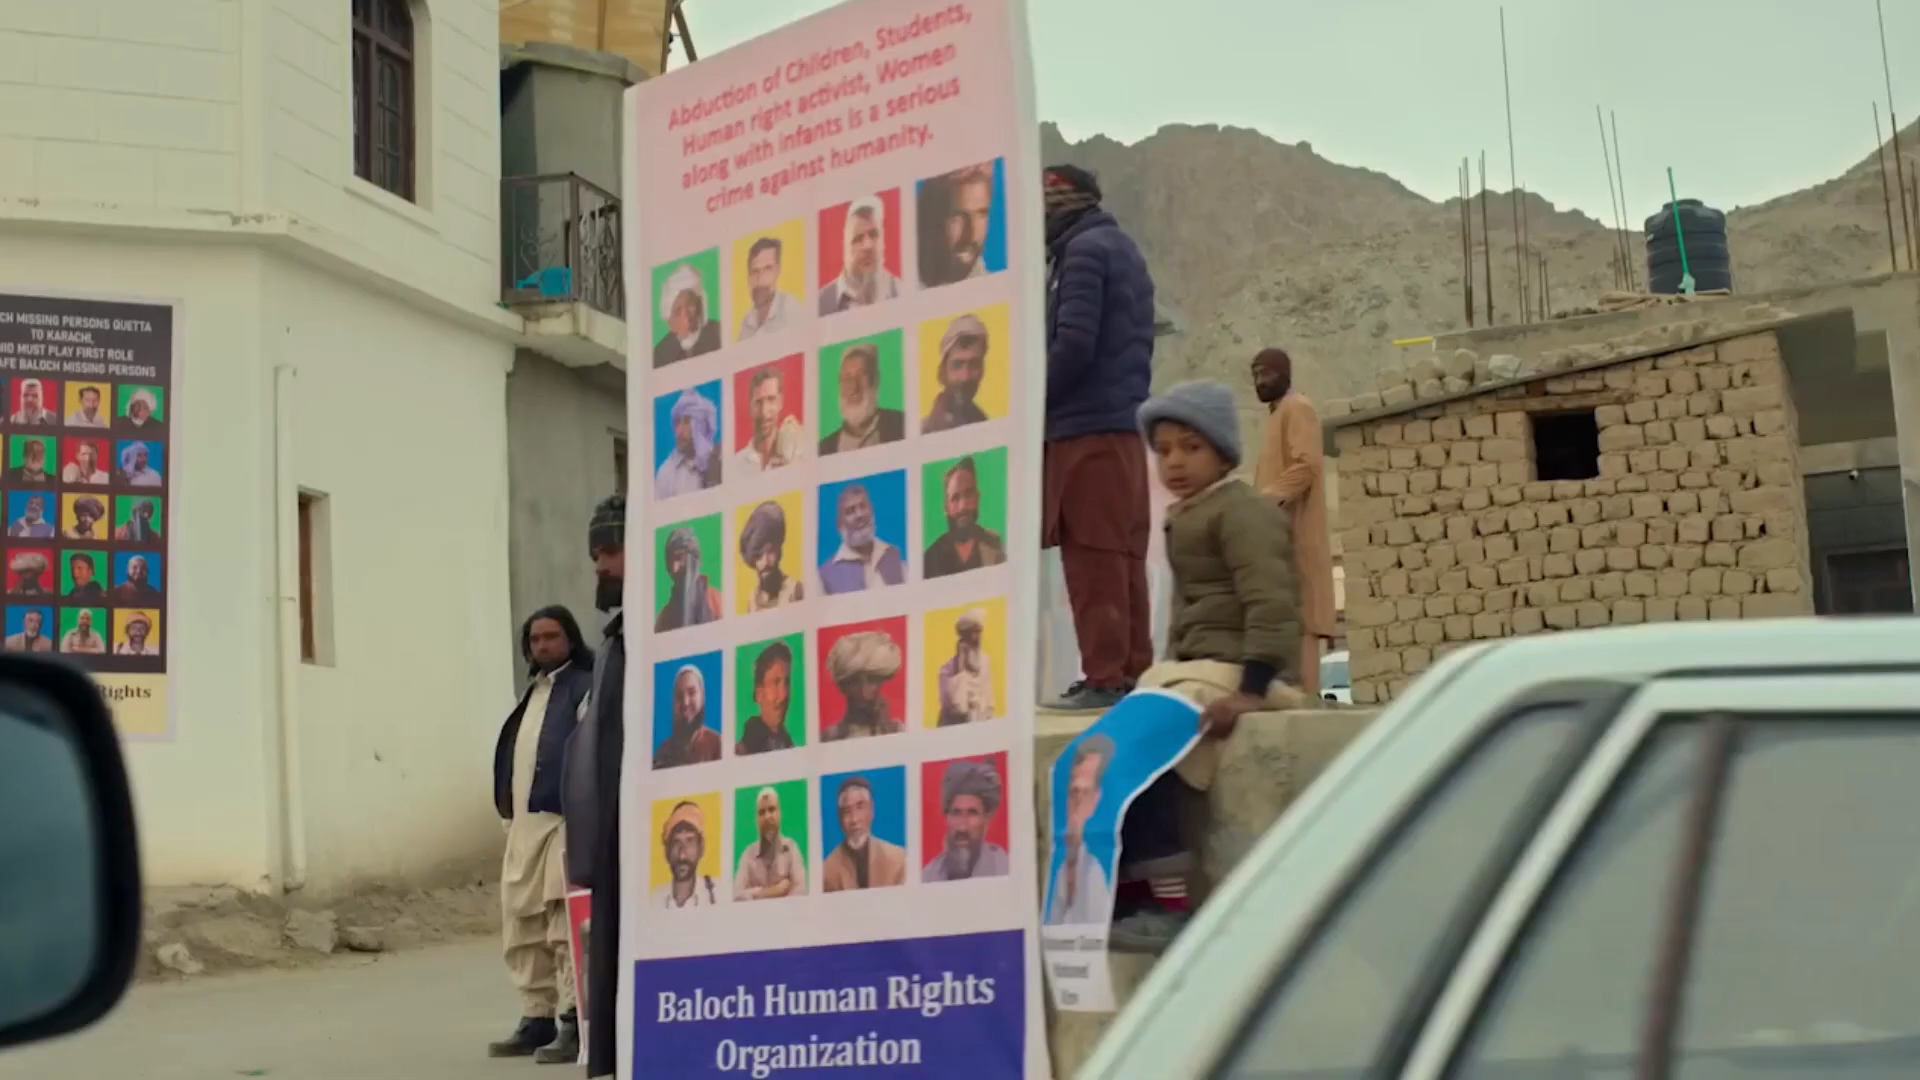 CH MISSING PERSONS QUETTA
TO KARACHI,
MUST PLAY FIRST ROLE
BALOCH MISSING PERSONS
Rights
Abduction of Children, Students,
Human right activist, Women
along with infants is a serious
crime against humanity.
Baloch Human Rights
Organization